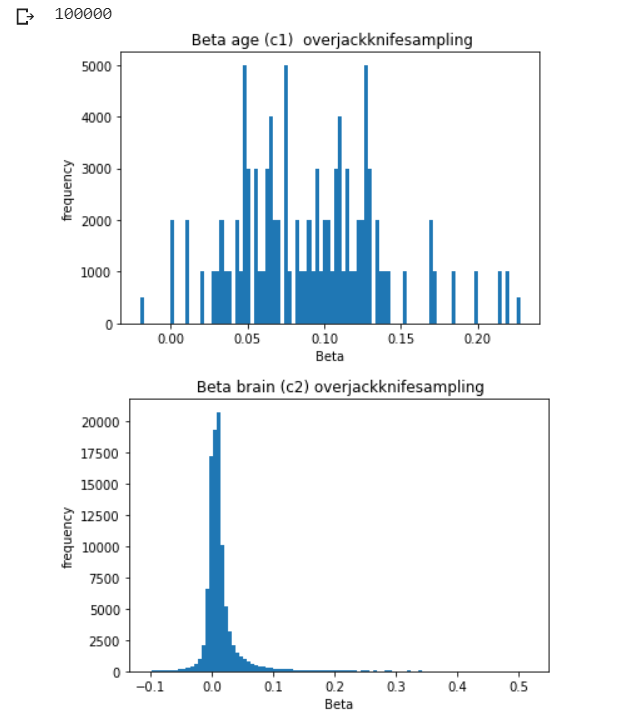 100000
Beta age (c1) overjackknifesampling
5000
4000
3000
2000
1000
0
frequency
0.00 0.05 0.10 0.15 0.20
Beta
Beta brain (c2) overjackknifesampling
20000
17500
15000
12500
10000
7500
5000
2500
0
frequency
−0.1 0.0 0.1 0.2 0.3 0.4 0.5
Beta